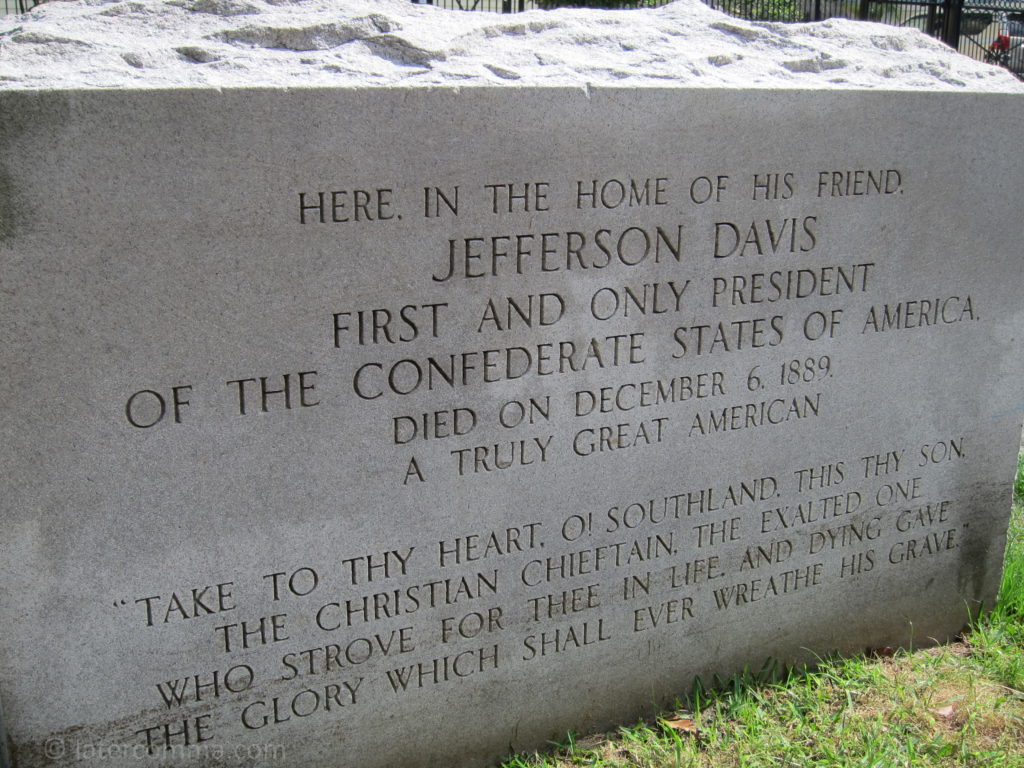 HERE, IN THE HOME OF HIS FRIEND,
JEFFERSON DAVIS
FIRST AND ONLY PRESIDENT
OF THE CONFEDERATE STATES OF AMERICA,
DIED ON DECEMBER 6, 1889.
A TRULY GREAT AMERICAN
"TAKE TO THY HEART, O! SOUTHLAND, THIS THY SON,
THE CHRISTIAN CHIEFTAIN, THE EXALTED ONE
WHO STROVE FOR THEE IN LIFE, AND DYING GAVE
THE GLORY WHICH SHALL EVER WREATHE HIS GRAVE."
© latercomma.com